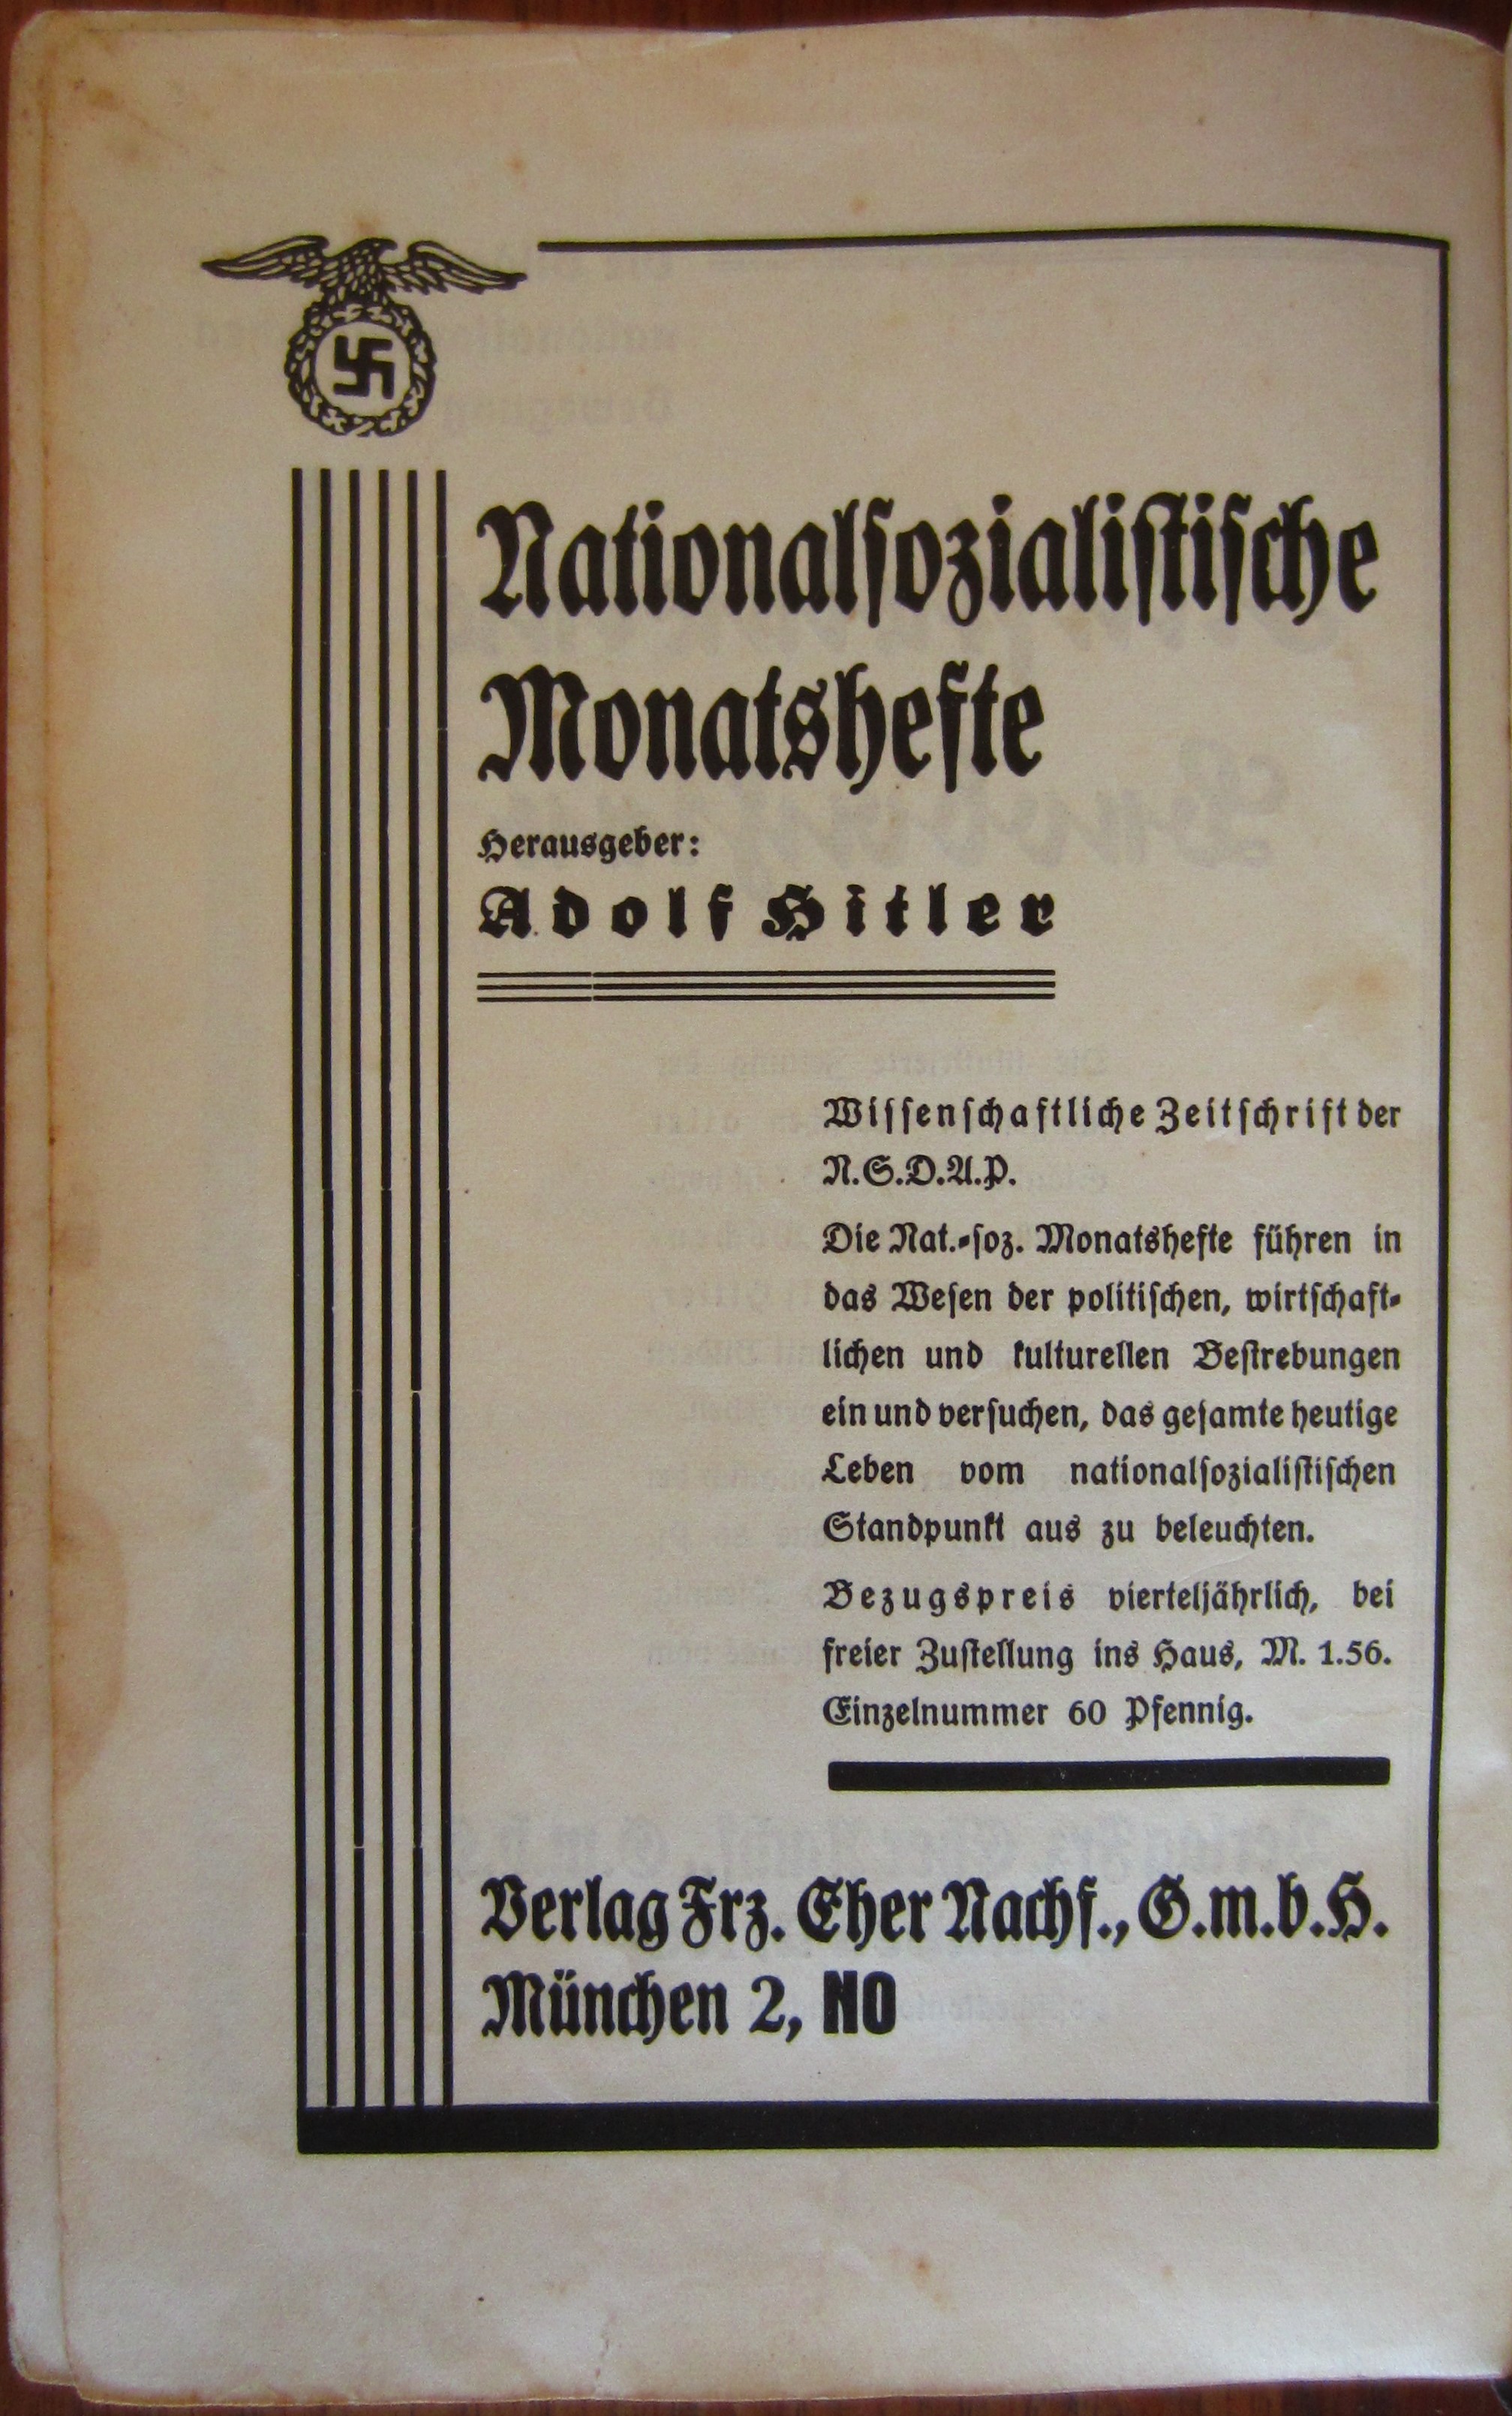 Nationalsozialistische
Monatshefte
Herausgeber:
Adolf Hitler
Wissenschaftliche Zeitschrift der
N.S.D.A.P.
Die Nat.-soz. Monatshefte führen in
das Wesen der politischen, wirtschaft-
lichen und kulturellen Bestrebungen
ein und versuchen, das gesamte heutige
Leben vom nationalsozialistischen
Standpunkt aus zu beleuchten.
Bezugspreis vierteljährlich, bei
freier Zustellung ins Haus, M. 1.56.
Einzelnummer 60 Pfennig.
Verlag Frz. Eher Nachf., G.m.b.H.
München 2, NO